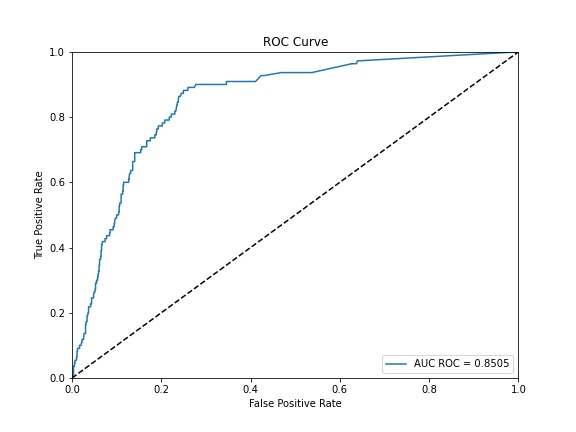 ROC Curve
1.0
0.8
0.6
0.4
0.2
0.0
True Positive Rate
AUC ROC = 0.8505
0.0 0.2 0.4 0.6 0.8 1.0
False Positive Rate